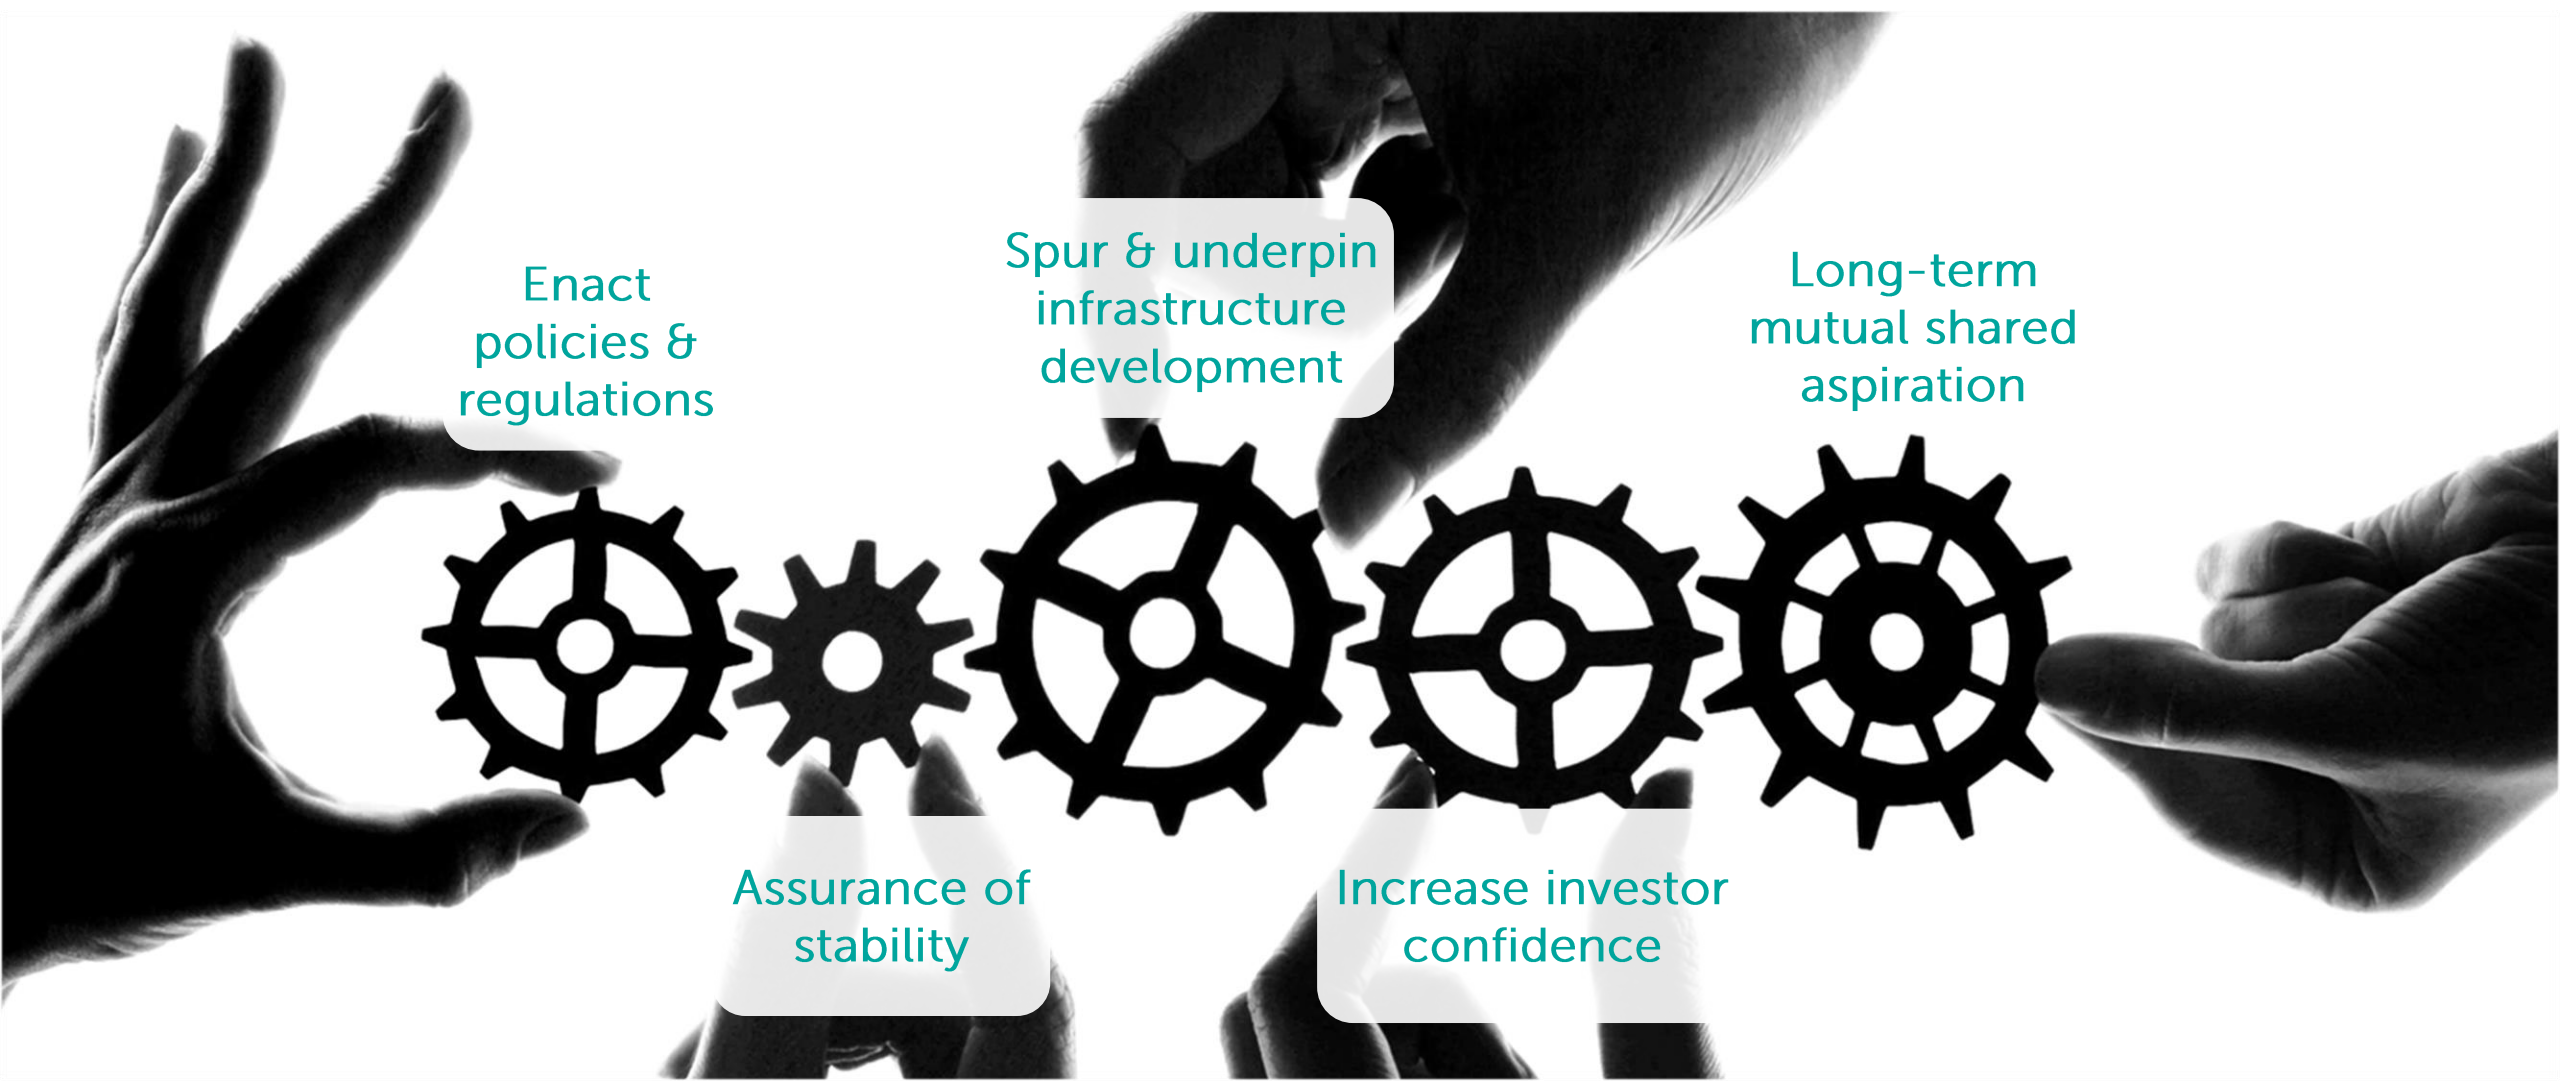 Enact
policies &
regulations
Assurance of
stability
Spur & underpin
infrastructure
development
Increase investor
confidence
Long-term
mutual shared
aspiration